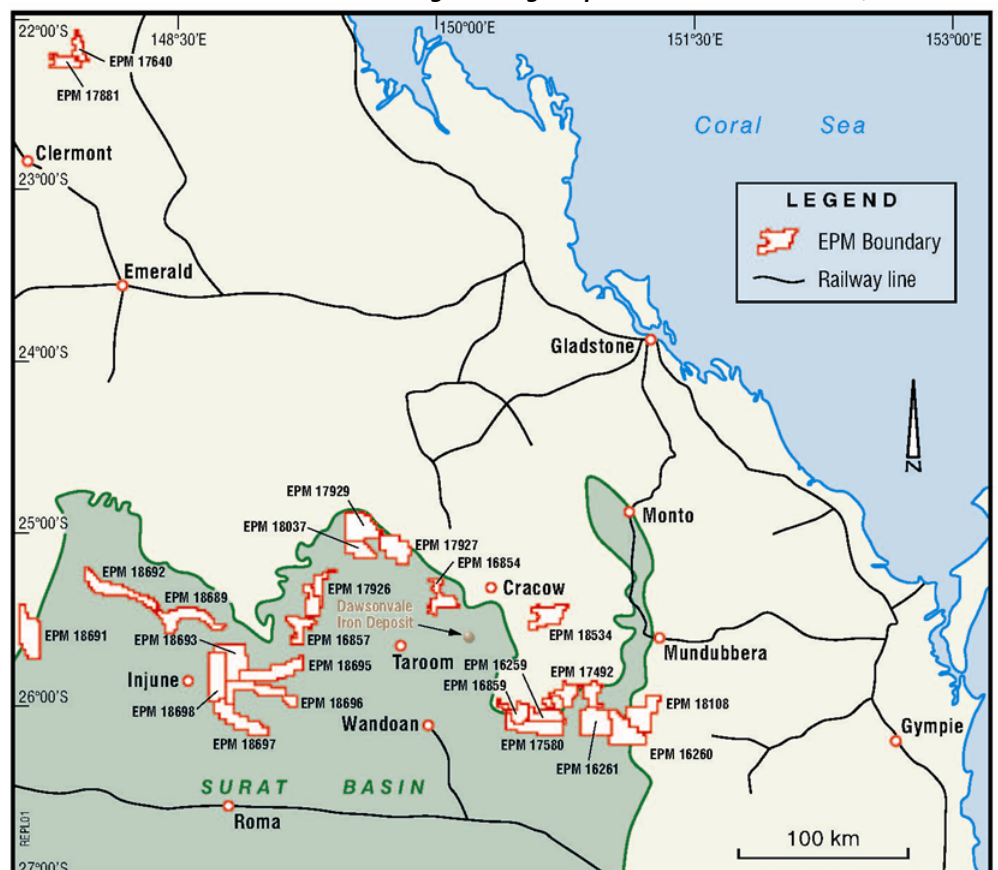 22°00'S
148°30'E
150°00'E
151°30'E
153°00'E
EPM 17640
EPM 17881
Coral Sea
Clermont
23°00'S
LEGEND
EPM Boundary
Railway line
Emerald
24°00'S
Gladstone
N
EPM 17929
25°00'S
EPM 18037
Monto
EPM 17927
EPM 16854
EPM 18692
EPM 17926
Cracow
EPM 18689
Dawsonvale
Iron Deposit
EPM 18691
EPM 18693
EPM 16857
EPM 18534
Mundubbera
EPM 18695
Taroom
EPM 16259
EPM 17492
Injune
EPM 16859
26°00'S
EPM 18696
EPM 18108
EPM 18698
Wandoan
Gympie
EPM 18697
EPM 17580
EPM 16260
EPM 16261
SURAT BASIN
Roma
100 km
REPL01
27°00'S